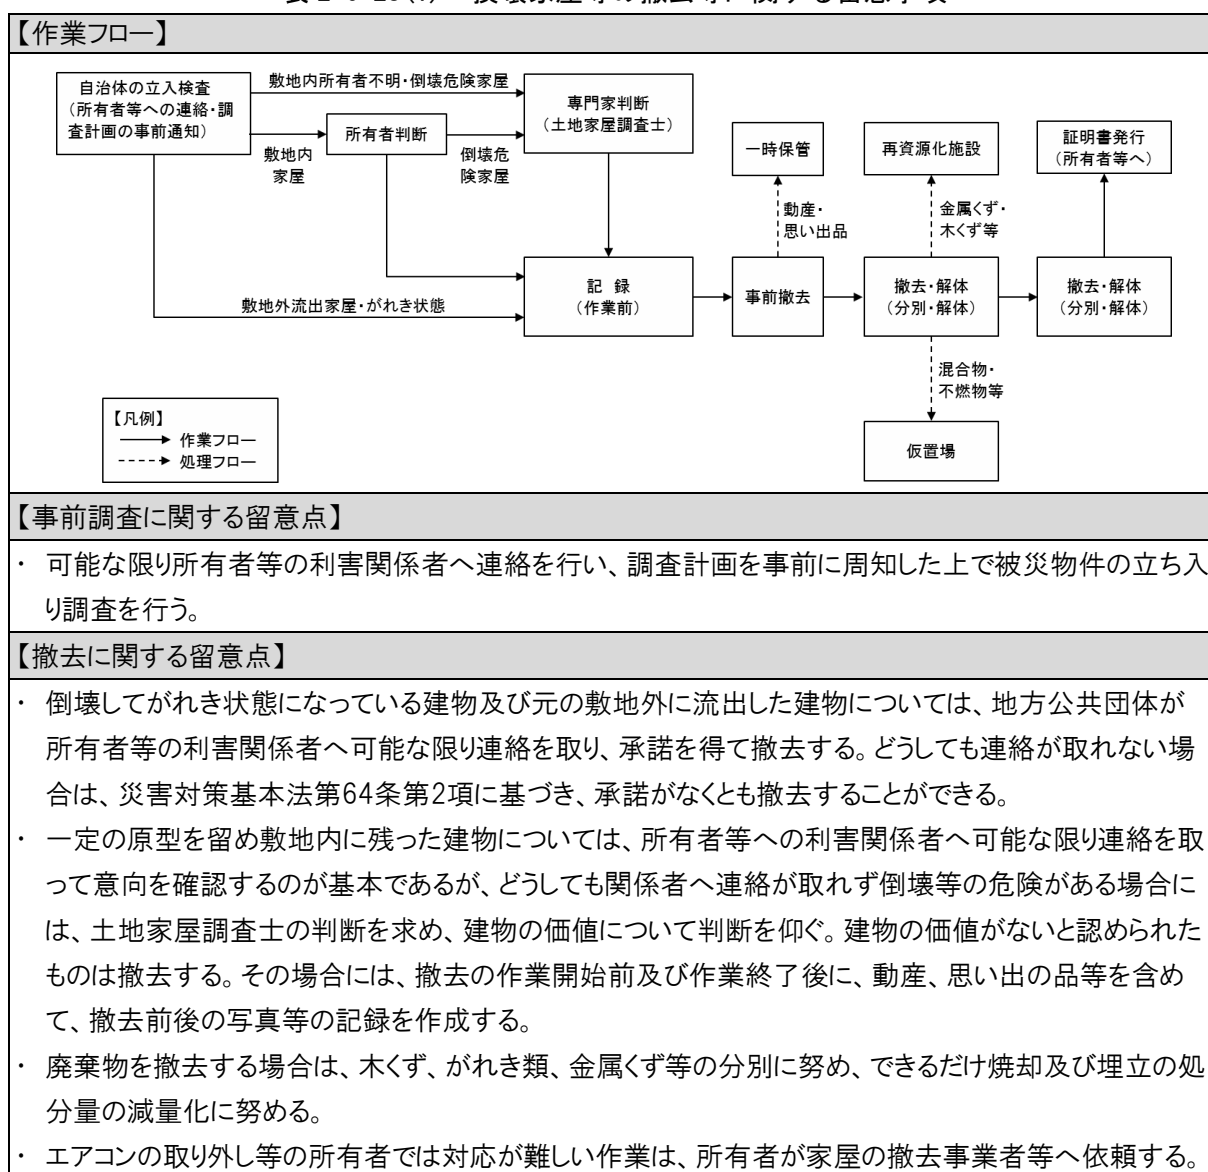 【作業フロー】
自治体の立入検査
（所有者等への連絡・調
査計画の事前通知）
敷地内所有者不明・倒壊危険家屋
敷地内
家屋
所有者判断
倒壊危
険家屋
専門家判断
（土地家屋調査士）
敷地外流出家屋・がれき状態
記 録
（作業前）
一時保管
動産・
思い出品
事前撤去
再資源化施設
金属くず・
木くず等
撤去・解体
（分別・解体）
混合物・
不燃物等
仮置場
証明書発行
（所有者等へ）
撤去・解体
（分別・解体）
【凡例】
作業フロー
処理フロー
【事前調査に関する留意点】
・ 可能な限り所有者等の利害関係者へ連絡を行い、調査計画を事前に周知した上で被災物件の立ち入
り調査を行う。
【撤去に関する留意点】
・ 倒壊してがれき状態になっている建物及び元の敷地外に流出した建物については、地方公共団体が
所有者等の利害関係者へ可能な限り連絡を取り、承諾を得て撤去する。どうしても連絡が取れない場
合は、災害対策基本法第64条第2項に基づき、承諾がなくとも撤去することができる。
・ 一定の原型を留め敷地内に残った建物については、所有者等への利害関係者へ可能な限り連絡を取
って意向を確認するのが基本であるが、どうしても関係者へ連絡が取れず倒壊等の危険がある場合に
は、土地家屋調査士の判断を求め、建物の価値について判断を仰ぐ。建物の価値がないと認められた
ものは撤去する。その場合には、撤去の作業開始前及び作業終了後に、動産、思い出の品等を含め
て、撤去前後の写真等の記録を作成する。
・ 廃棄物を撤去する場合は、木くず、がれき類、金属くず等の分別に努め、できるだけ焼却及び埋立の処
分量の減量化に努める。
・ エアコンの取り外し等の所有者では対応が難しい作業は、所有者が家屋の撤去事業者等へ依頼する。